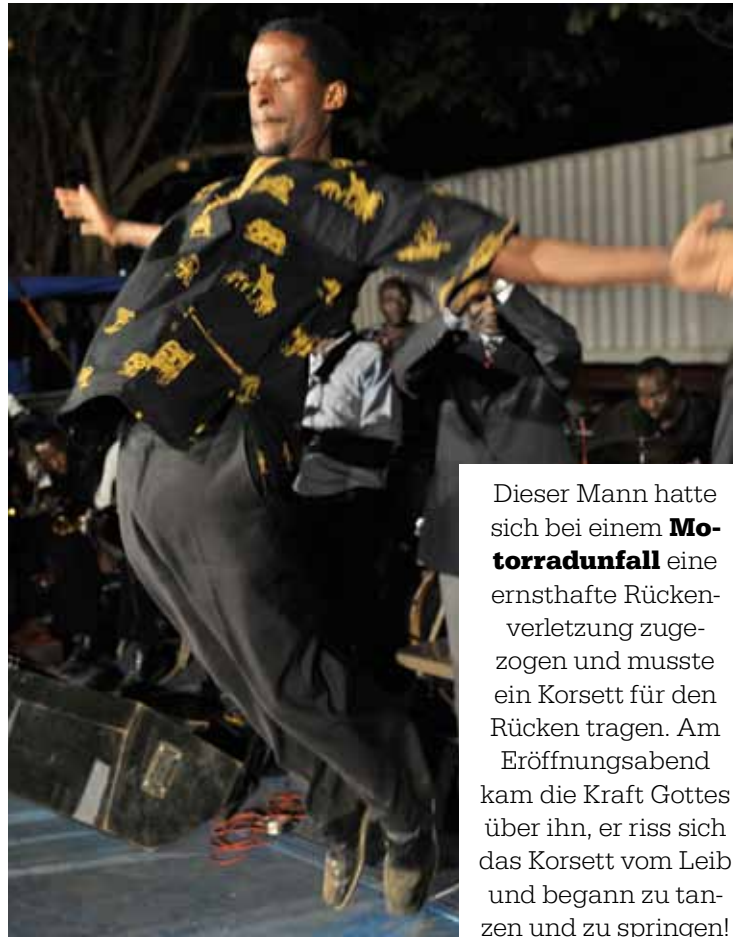 Dieser Mann hatte
sich bei einem Mo-
torradunfall eine
ernsthafte Rücken-
verletzung zuge-
zogen und musste
ein Korsett für den
Rücken tragen. Am
Eröffnungsabend
kam die Kraft Gottes
über ihn, er riss sich
das Korsett vom Leib
und begann zu tan-
zen und zu springen!